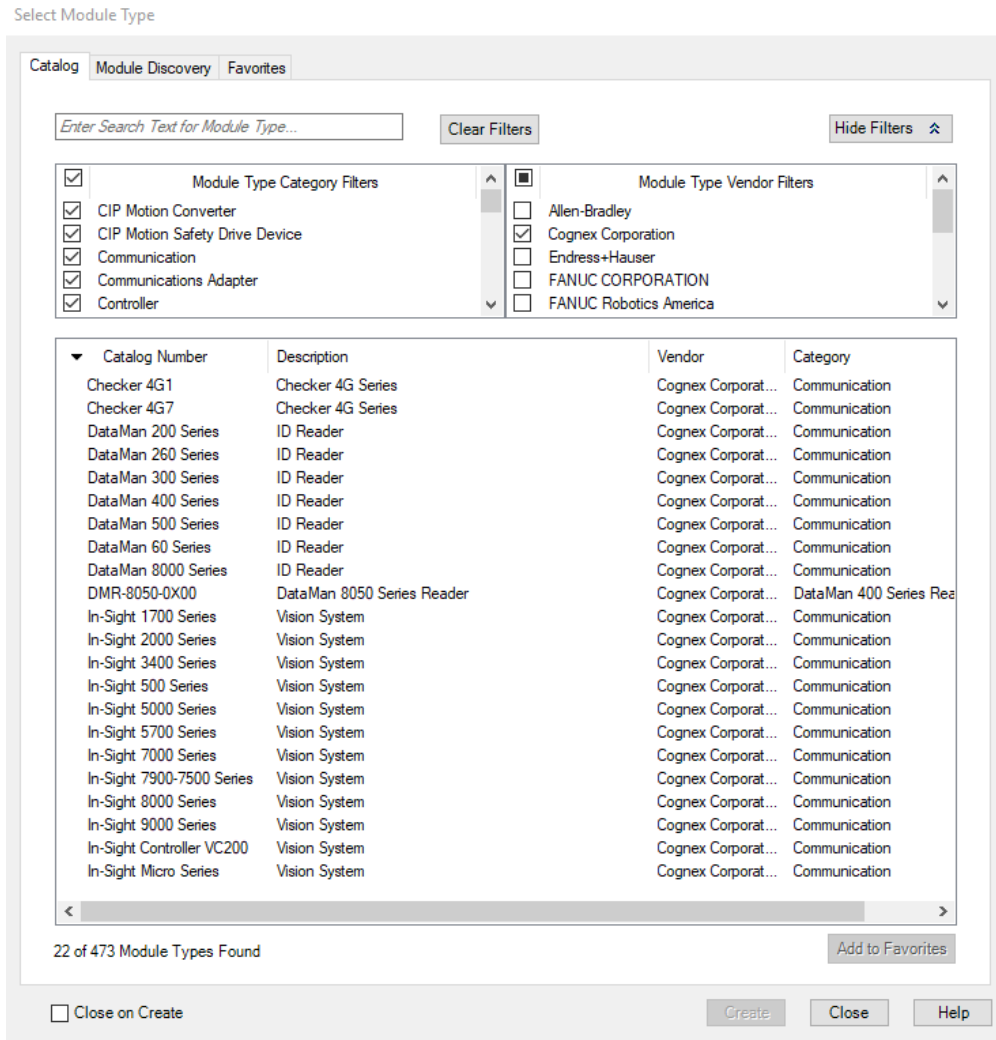 Select Module Type
Catalog Module Discovery Favorites
Enter Search Text for Module Type... Clear Filters Hide Filters
Module Type Category Filters
CIP Motion Converter
CIP Motion Safety Drive Device
Communication
Communications Adapter
Controller
Module Type Vendor Filters
Allen-Bradley
Cognex Corporation
Endress+Hauser
FANUC CORPORATION
FANUC Robotics America
Catalog Number Description Vendor Category
Checker 4G1 Checker 4G Series Cognex Corporat... Communication
Checker 4G7 Checker 4G Series Cognex Corporat... Communication
DataMan 200 Series ID Reader Cognex Corporat... Communication
DataMan 260 Series ID Reader Cognex Corporat... Communication
DataMan 300 Series ID Reader Cognex Corporat... Communication
DataMan 400 Series ID Reader Cognex Corporat... Communication
DataMan 500 Series ID Reader Cognex Corporat... Communication
DataMan 60 Series ID Reader Cognex Corporat... Communication
DataMan 8000 Series ID Reader Cognex Corporat... Communication
DMR-8050-0X00 DataMan 8050 Series Reader Cognex Corporat... DataMan 400 Series Rea
In-Sight 1700 Series Vision System Cognex Corporat... Communication
In-Sight 2000 Series Vision System Cognex Corporat... Communication
In-Sight 3400 Series Vision System Cognex Corporat... Communication
In-Sight 500 Series Vision System Cognex Corporat... Communication
In-Sight 5000 Series Vision System Cognex Corporat... Communication
In-Sight 5700 Series Vision System Cognex Corporat... Communication
In-Sight 7000 Series Vision System Cognex Corporat... Communication
In-Sight 7900-7500 Series Vision System Cognex Corporat... Communication
In-Sight 8000 Series Vision System Cognex Corporat... Communication
In-Sight 9000 Series Vision System Cognex Corporat... Communication
In-Sight Controller VC200 Vision System Cognex Corporat... Communication
In-Sight Micro Series Vision System Cognex Corporat... Communication
22 of 473 Module Types Found Add to Favorites
Close on Create Create Close Help